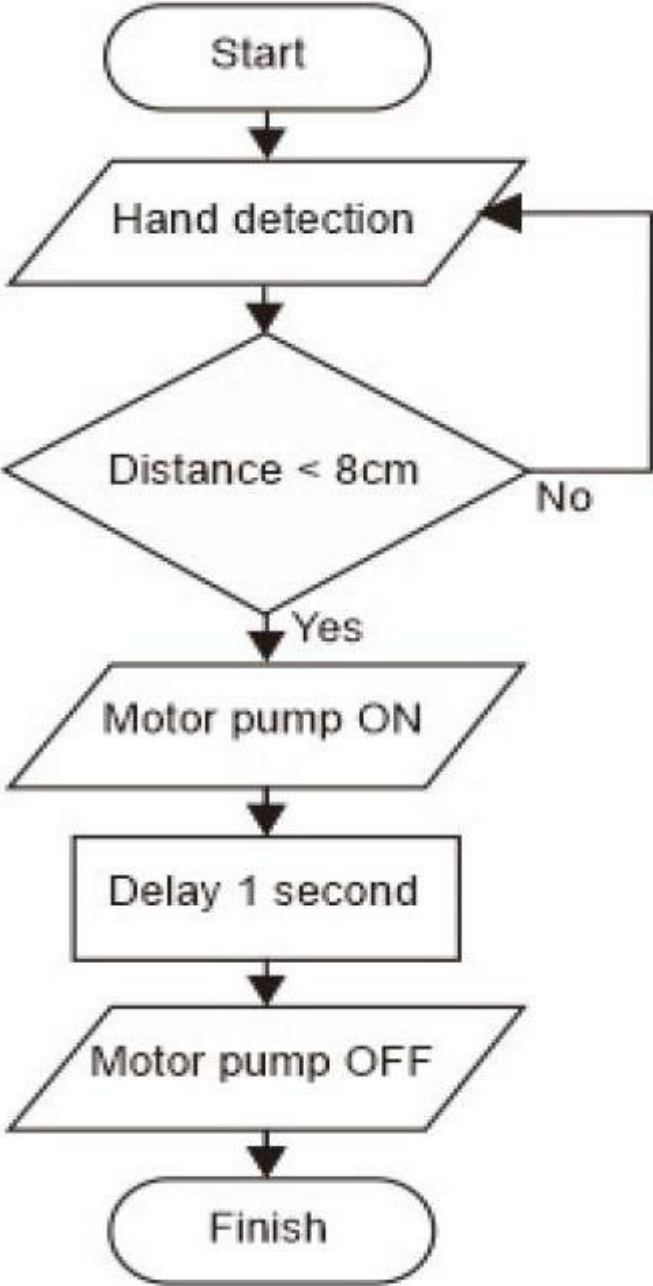 Start
Hand detection
Distance < 8cm
No
Yes
Motor pump ON
Delay 1 second
Motor pump OFF
Finish